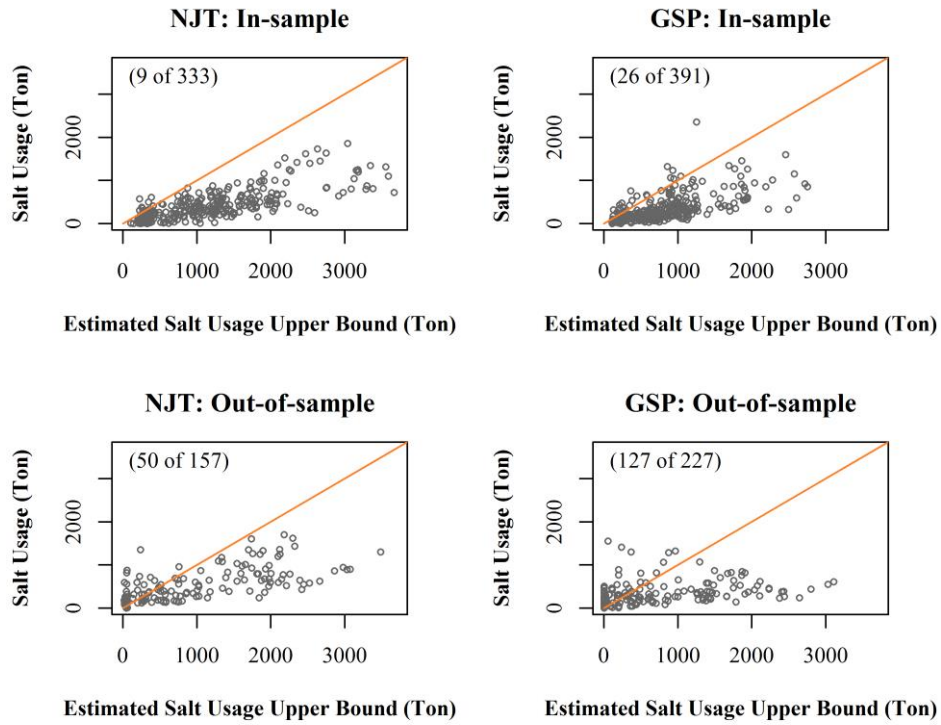 NJT: In-sample
(9 of 333)
Salt Usage (Ton)
0
2000
0
1000
2000
3000
Estimated Salt Usage Upper Bound (Ton)
GSP: In-sample
(26 of 391)
Salt Usage (Ton)
0
2000
0
1000
2000
3000
Estimated Salt Usage Upper Bound (Ton)
NJT: Out-of-sample
(50 of 157)
Salt Usage (Ton)
0
2000
0
1000
2000
3000
Estimated Salt Usage Upper Bound (Ton)
GSP: Out-of-sample
(127 of 227)
Salt Usage (Ton)
0
2000
0
1000
2000
3000
Estimated Salt Usage Upper Bound (Ton)